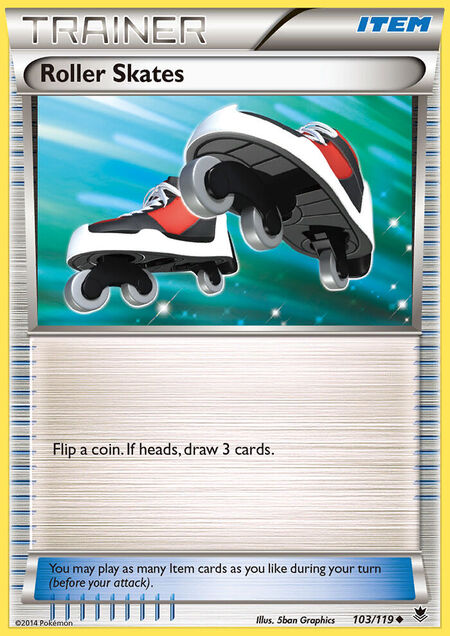 TRAINER ITEM
Roller Skates
Flip a coin. If heads, draw 3 cards.
You may play as many Item cards as you like during your turn
(before your attack).
©2014 Pokémon Illus. 5ban Graphics 103/119